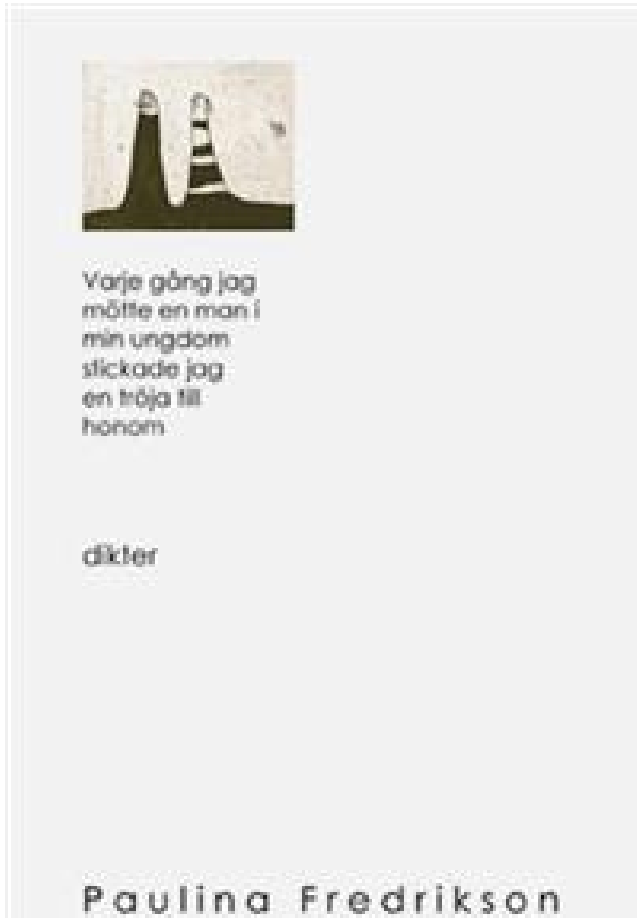 Varje gång jag
mötte en man i
min ungdom
stickade jag
en tröja till
honom
dikter
Paulina Fredrikson